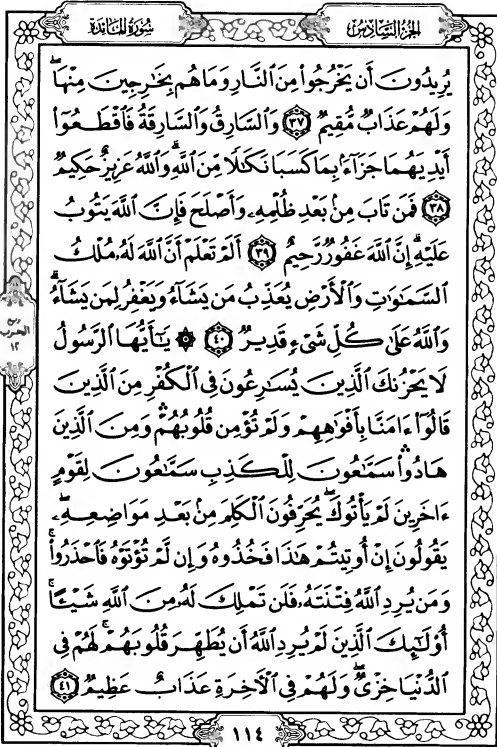 الجزء السادس
سورة المائدة
يُرِيدُونَ أَن يَخْرُجُوا۟ مِنَ ٱلنَّارِ وَمَا هُم بِخَٰرِجِينَ مِنْهَا ۖ
وَلَهُمْ عَذَابٌ مُّقِيمٌ ٣٧ وَٱلسَّارِقُ وَٱلسَّارِقَةُ فَٱقْطَعُوٓا۟
أَيْدِيَهُمَا جَزَآءًۢ بِمَا كَسَبَا نَكَٰلًا مِّنَ ٱللَّهِ ۗ وَٱللَّهُ عَزِيزٌ حَكِيمٌ
٣٨ فَمَن تَابَ مِنۢ بَعْدِ ظُلْمِهِۦ وَأَصْلَحَ فَإِنَّ ٱللَّهَ يَتُوبُ
عَلَيْهِ ۗ إِنَّ ٱللَّهَ غَفُورٌ رَّحِيمٌ ٣٩ أَلَمْ تَعْلَمْ أَنَّ ٱللَّهَ لَهُۥ مُلْكُ
ٱلسَّمَٰوَٰتِ وَٱلْأَرْضِ يُعَذِّبُ مَن يَشَآءُ وَيَغْفِرُ لِمَن يَشَآءُ ۗ
وَٱللَّهُ عَلَىٰ كُلِّ شَىْءٍ قَدِيرٌ ٤٠ ۞ يَٰٓأَيُّهَا ٱلرَّسُولُ
لَا يَحْزُنكَ ٱلَّذِينَ يُسَٰرِعُونَ فِى ٱلْكُفْرِ مِنَ ٱلَّذِينَ
قَالُوٓا۟ ءَامَنَّا بِأَفْوَٰهِهِمْ وَلَمْ تُؤْمِن قُلُوبُهُمْ ۛ وَمِنَ ٱلَّذِينَ
هَادُوا۟ ۛ سَمَّٰعُونَ لِلْكَذِبِ سَمَّٰعُونَ لِقَوْمٍ
ءَاخَرِينَ لَمْ يَأْتُوكَ ۖ يُحَرِّفُونَ ٱلْكَلِمَ مِنۢ بَعْدِ مَوَاضِعِهِۦ ۖ
يَقُولُونَ إِنْ أُوتِيتُمْ هَٰذَا فَخُذُوهُ وَإِن لَّمْ تُؤْتَوْهُ فَٱحْذَرُوا۟ ۚ
وَمَن يُرِدِ ٱللَّهُ فِتْنَتَهُۥ فَلَن تَمْلِكَ لَهُۥ مِنَ ٱللَّهِ شَيْـًٔا ۚ
أُو۟لَٰٓئِكَ ٱلَّذِينَ لَمْ يُرِدِ ٱللَّهُ أَن يُطَهِّرَ قُلُوبَهُمْ ۚ لَهُمْ فِى
ٱلدُّنْيَا خِزْىٌ ۖ وَلَهُمْ فِى ٱلْءَاخِرَةِ عَذَابٌ عَظِيمٌ ٤١
ربع
الحزب
١٢
١١٤